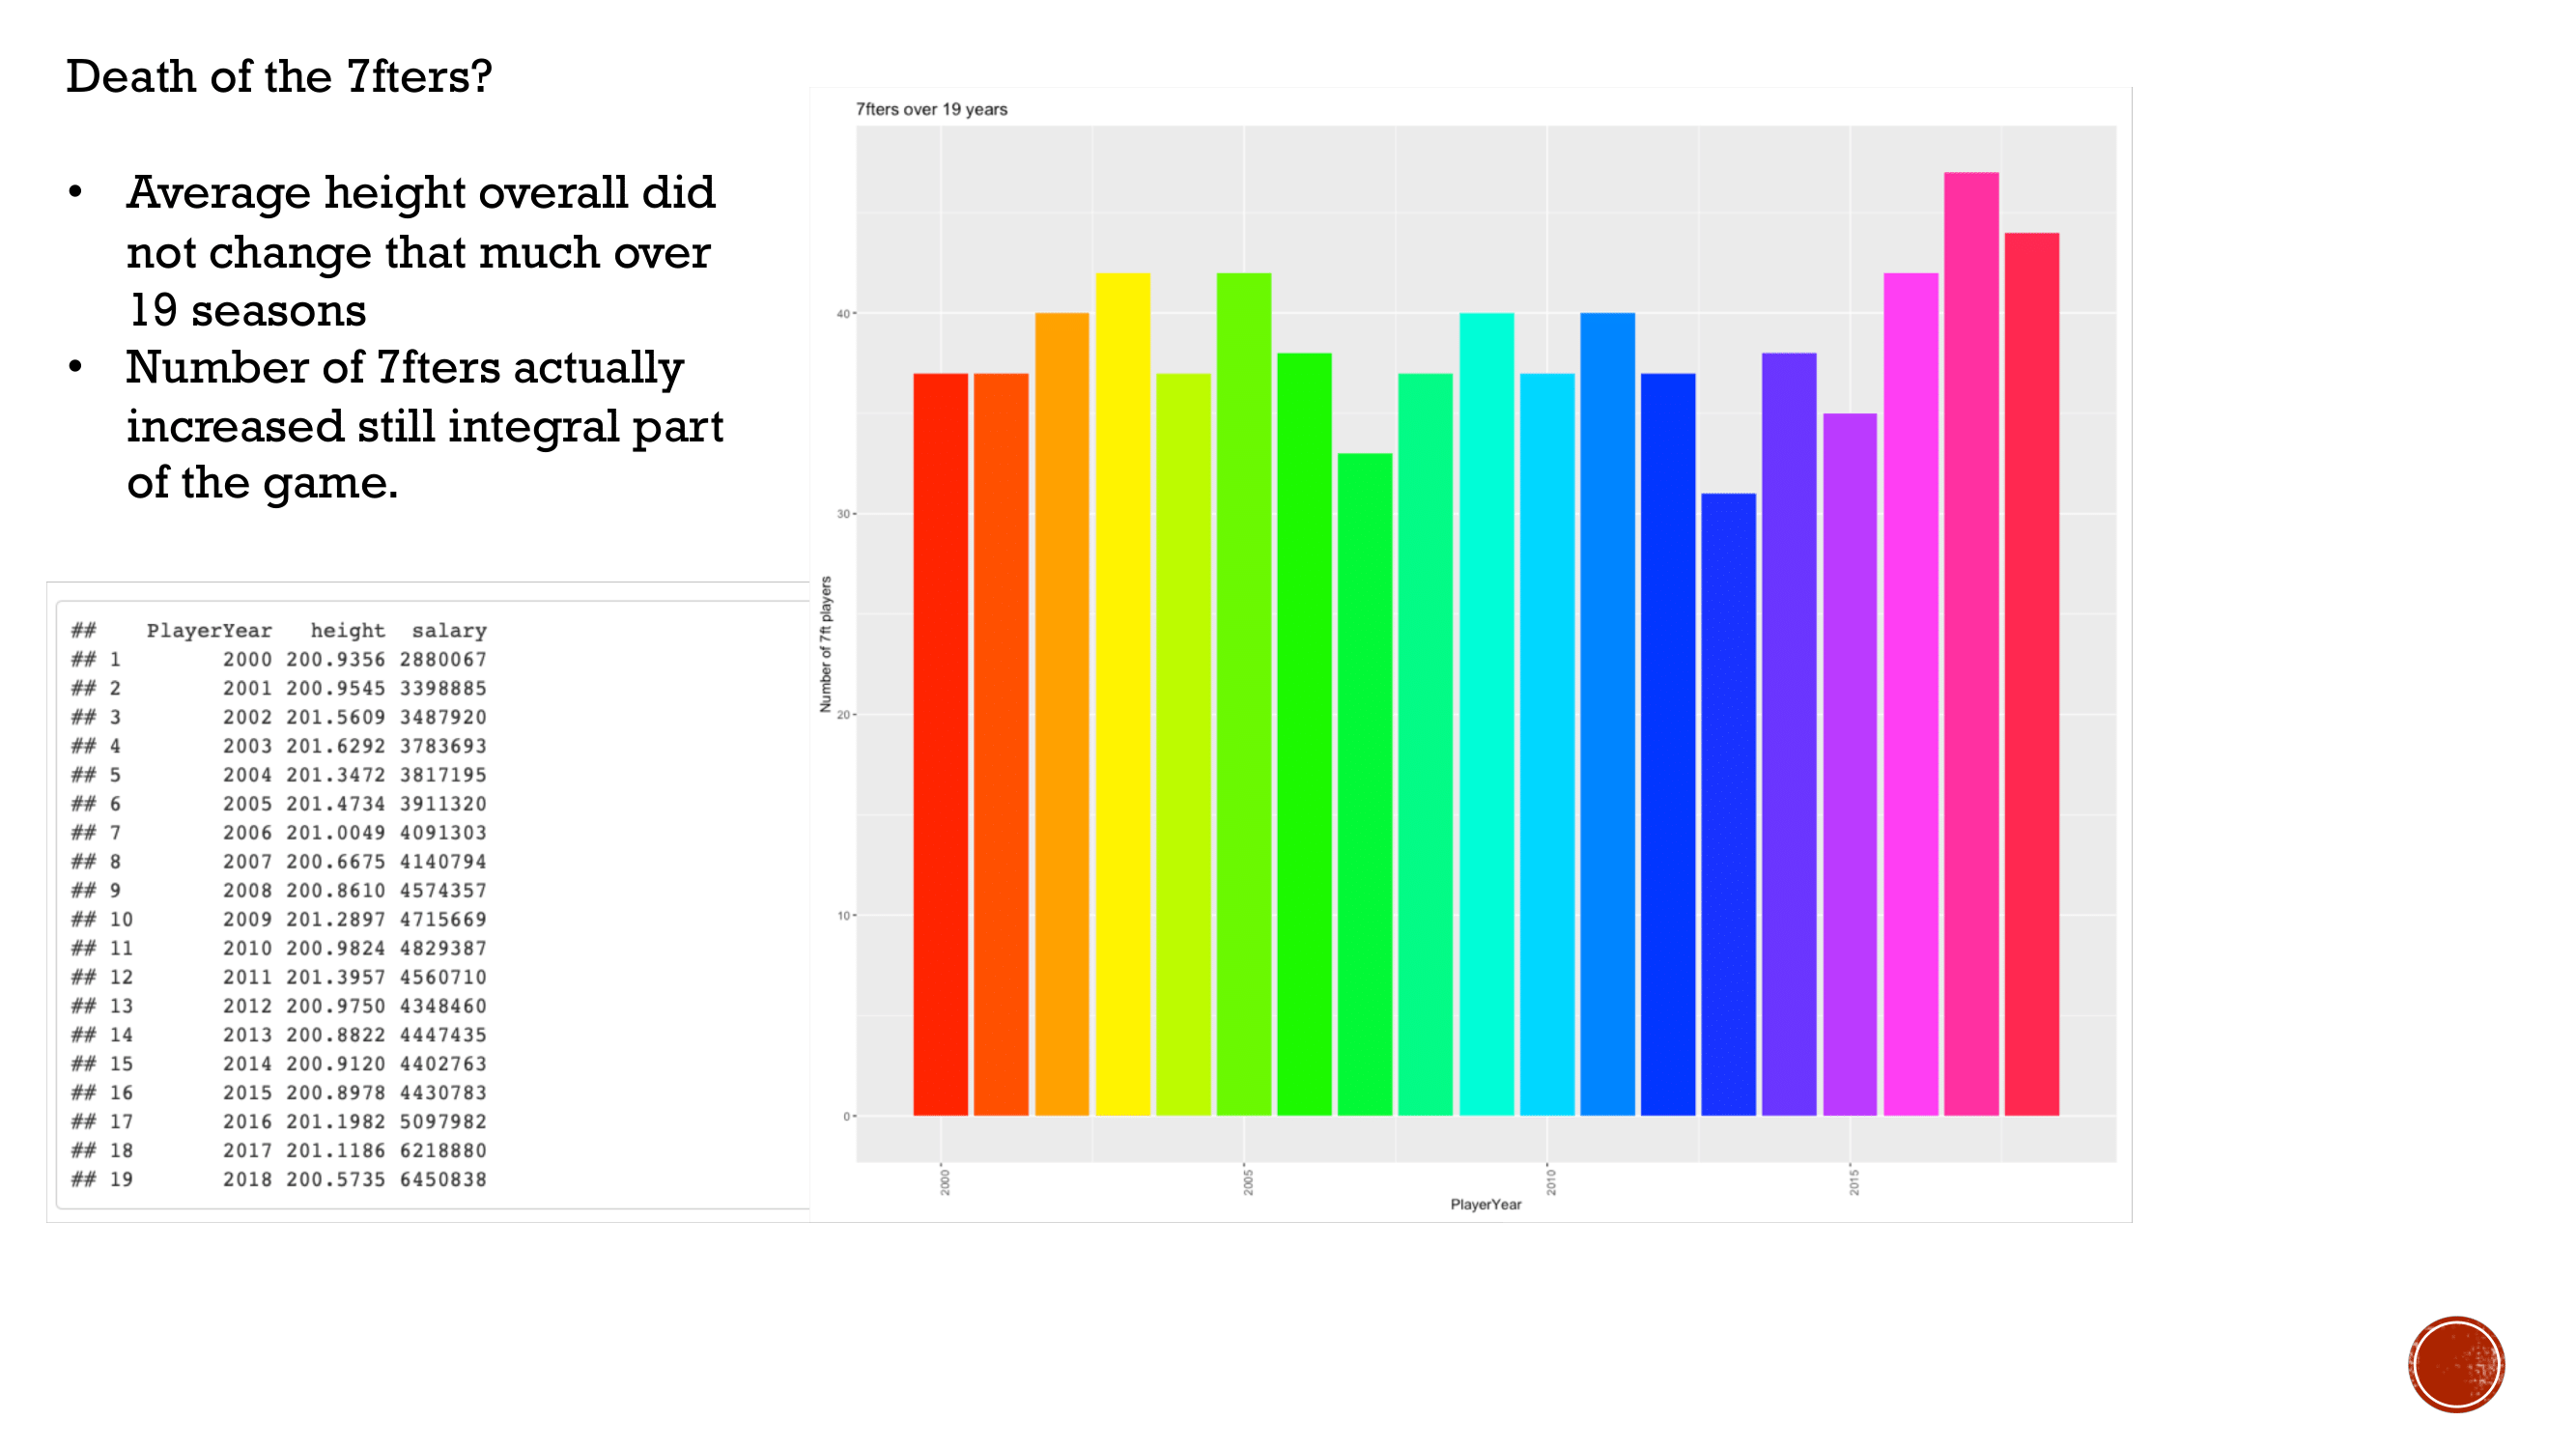 Death of the 7fters?
• Average height overall did
not change that much over
19 seasons
• Number of 7fters actually
increased still integral part
of the game.
## PlayerYear height salary
## 1 2000 200.9356 2880067
## 2 2001 200.9545 3398885
## 3 2002 201.5609 3487920
## 4 2003 201.6292 3783693
## 5 2004 201.3472 3817195
## 6 2005 201.4734 3911320
## 7 2006 201.0049 4091303
## 8 2007 200.6675 4140794
## 9 2008 200.8610 4574357
## 10 2009 201.2897 4715669
## 11 2010 200.9824 4829387
## 12 2011 201.3957 4560710
## 13 2012 200.9750 4348460
## 14 2013 200.8822 4447435
## 15 2014 200.9120 4402763
## 16 2015 200.8978 4430783
## 17 2016 201.1982 5097982
## 18 2017 201.1186 6218880
## 19 2018 200.5735 6450838
7fters over 19 years
Number of 7ft players
40
30
20
10
0
2000 2005 2010 2015
PlayerYear